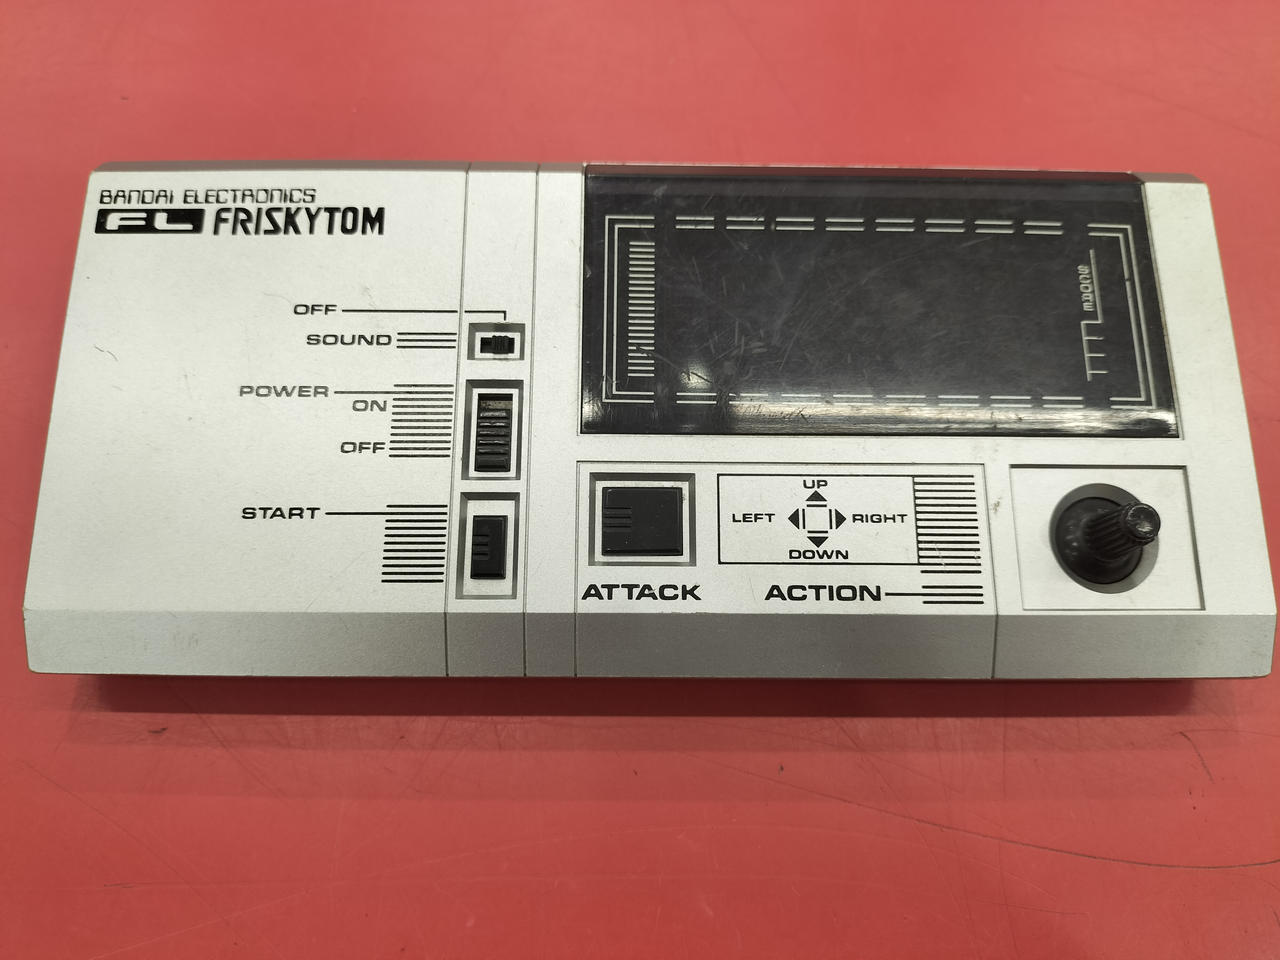 BANDAI ELECTRONICS
FL FRISKYTOM
OFF
SOUND
POWER
ON
OFF
START
SCORE
ATTACK
UP
LEFT RIGHT
DOWN
ACTION